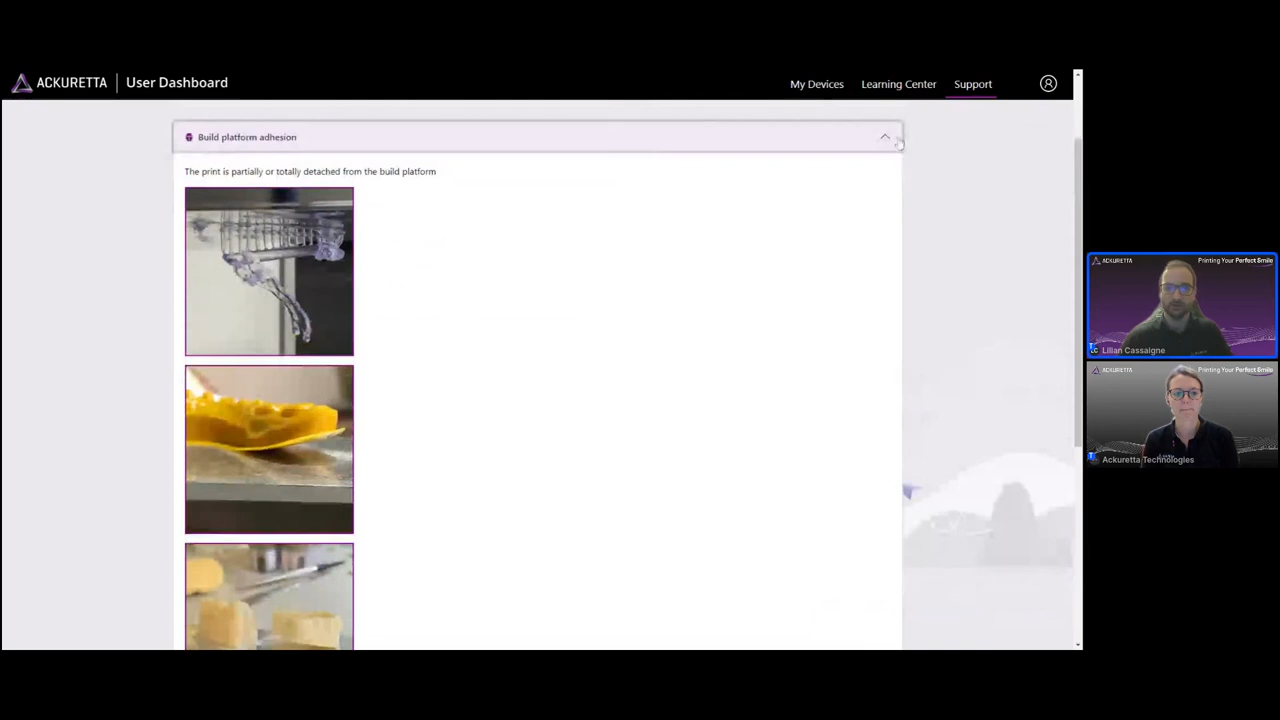 ACKURETTA
User Dashboard
My Devices
Learning Center
Support
Build platform adhesion
The print is partially or totally detached from the build platform
ACKURETTA
Printing Your Perfect Smile
Lilian Cassaigne
ACKURETTA
Printing Your Perfect Smile
Ackuretta Technologies